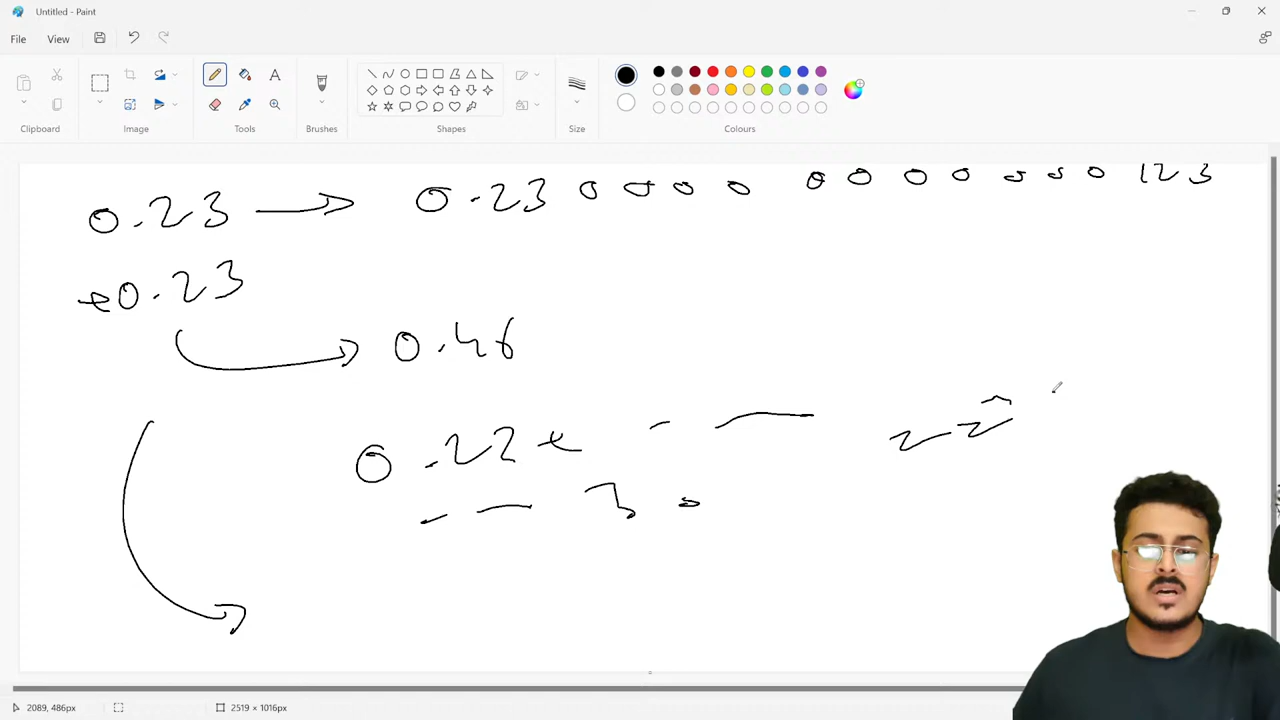 Untitled - Paint
File View
Clipboard Image Tools Brushes Shapes Size Colours
0.23 → 0.23 0 0 0 0 0 0 0 0 0 0 0 123
+0.23
0.46
0.22
2089, 486px 2519 × 1016px